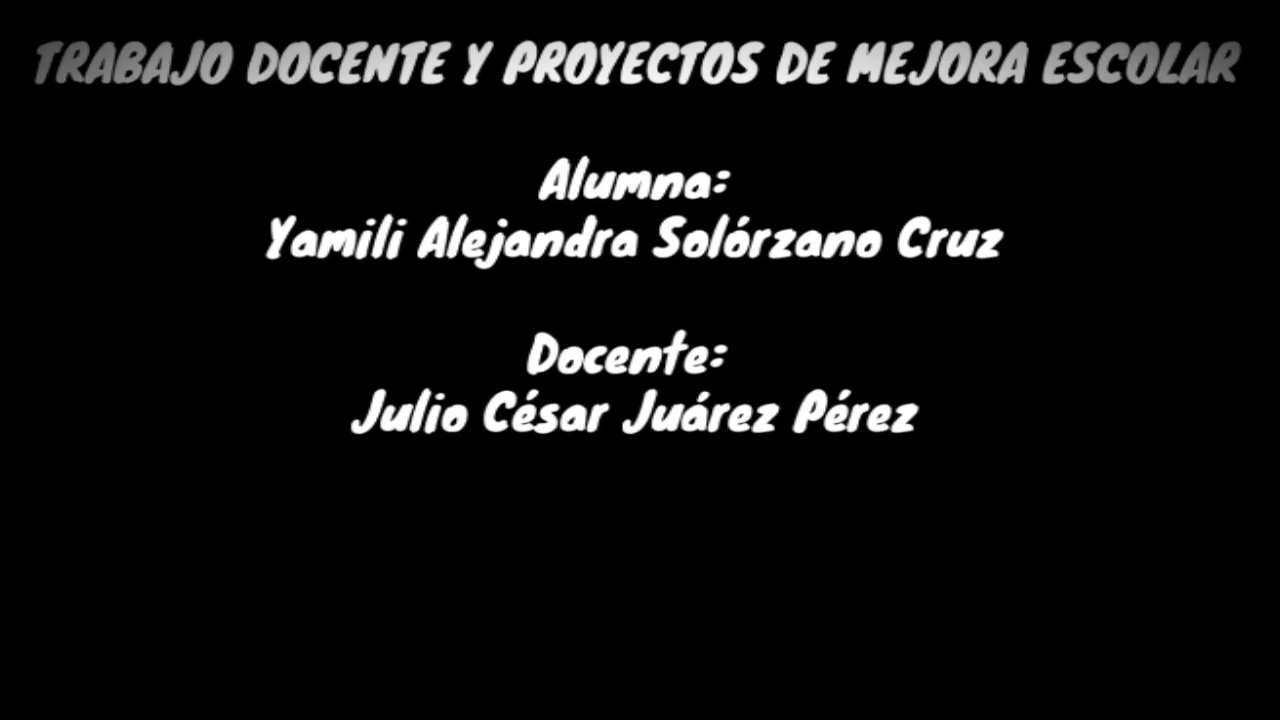 TRABAJO DOCENTE Y PROYECTOS DE MEJORA ESCOLAR
Alumna:
Yamili Alejandra Solórzano Cruz
Docente:
Julio César Juárez Pérez